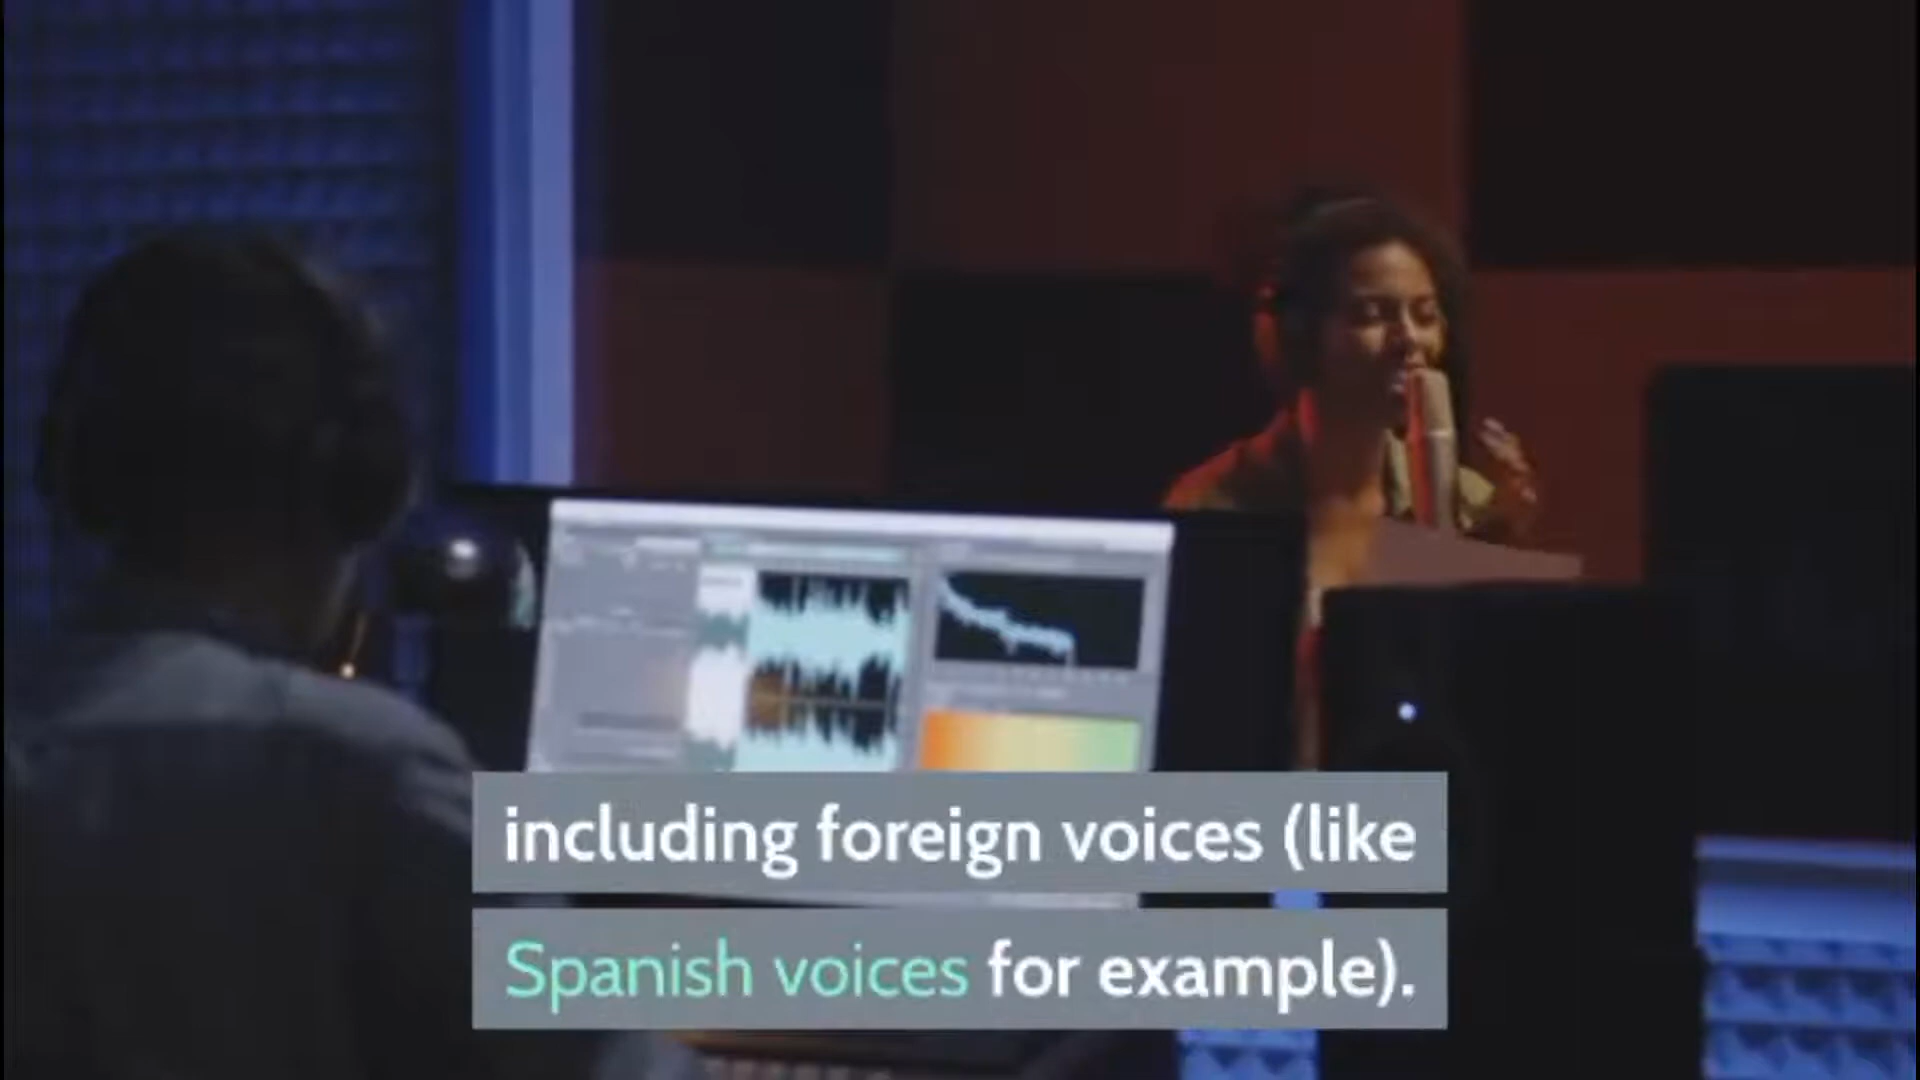 including foreign voices (like
Spanish voices for example).